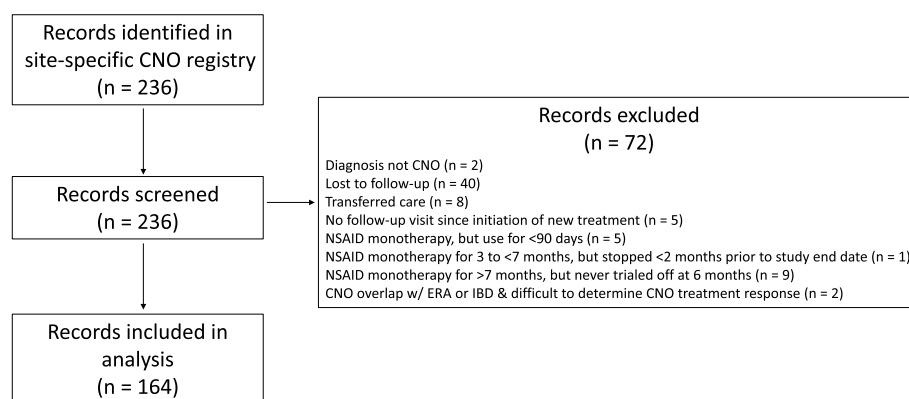 Records identified in
site-specific CNO registry
(n = 236)
Records screened
(n = 236)
Records excluded
(n = 72)
Diagnosis not CNO (n = 2)
Lost to follow-up (n = 40)
Transferred care (n = 8)
No follow-up visit since initiation of new treatment (n = 5)
NSAID monotherapy, but use for <90 days (n = 5)
NSAID monotherapy for 3 to <7 months, but stopped <2 months prior to study end date (n = 1)
NSAID monotherapy for >7 months, but never trialed off at 6 months (n = 9)
CNO overlap w/ ERA or IBD & difficult to determine CNO treatment response (n = 2)
Records included in
analysis
(n = 164)